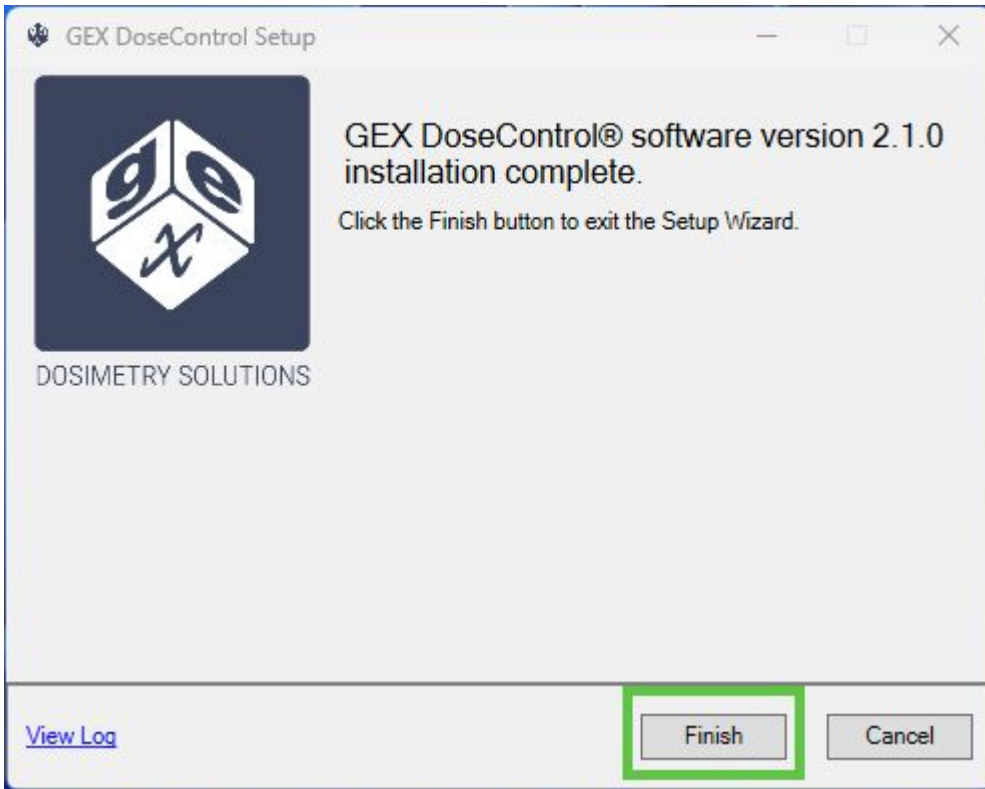 GEX DoseControl Setup
gex
DOSIMETRY SOLUTIONS
GEX DoseControl® software version 2.1.0
installation complete.
Click the Finish button to exit the Setup Wizard.
View Log
Finish
Cancel